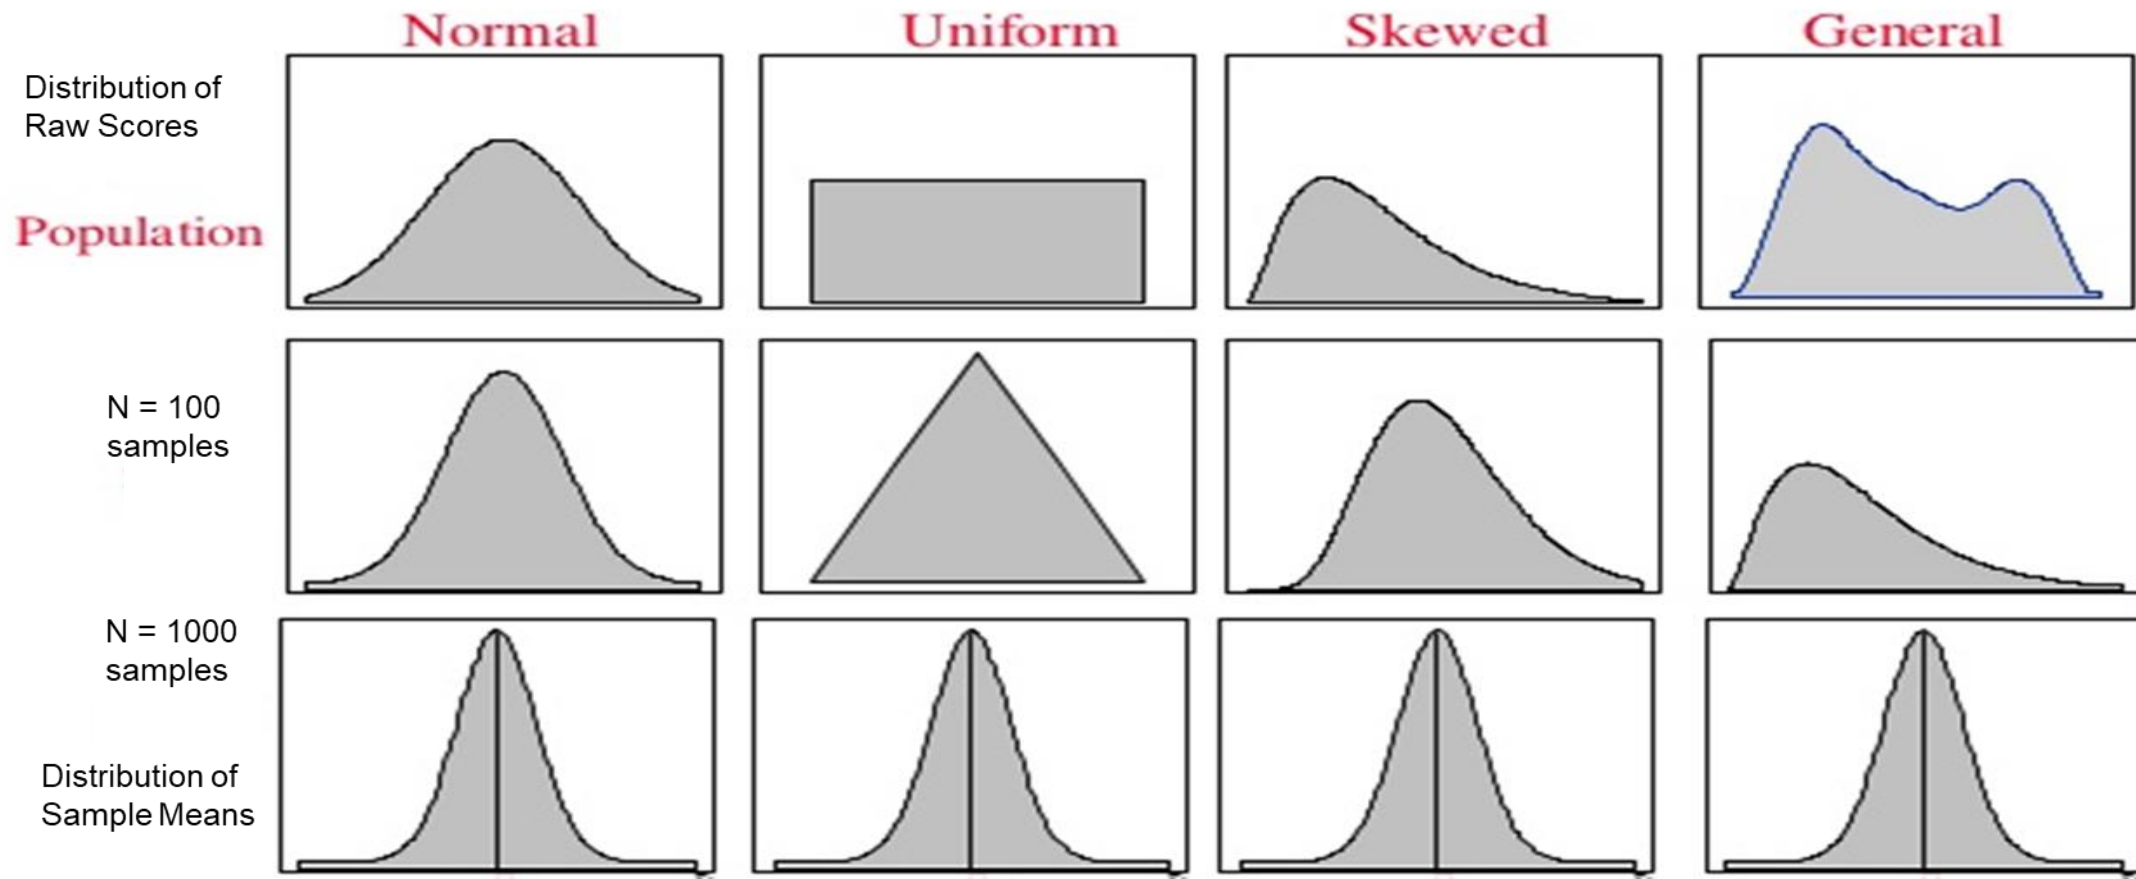 Normal
Uniform
Skewed
General
Distribution of
Raw Scores
Population
N = 100
samples
N = 1000
samples
Distribution of
Sample Means